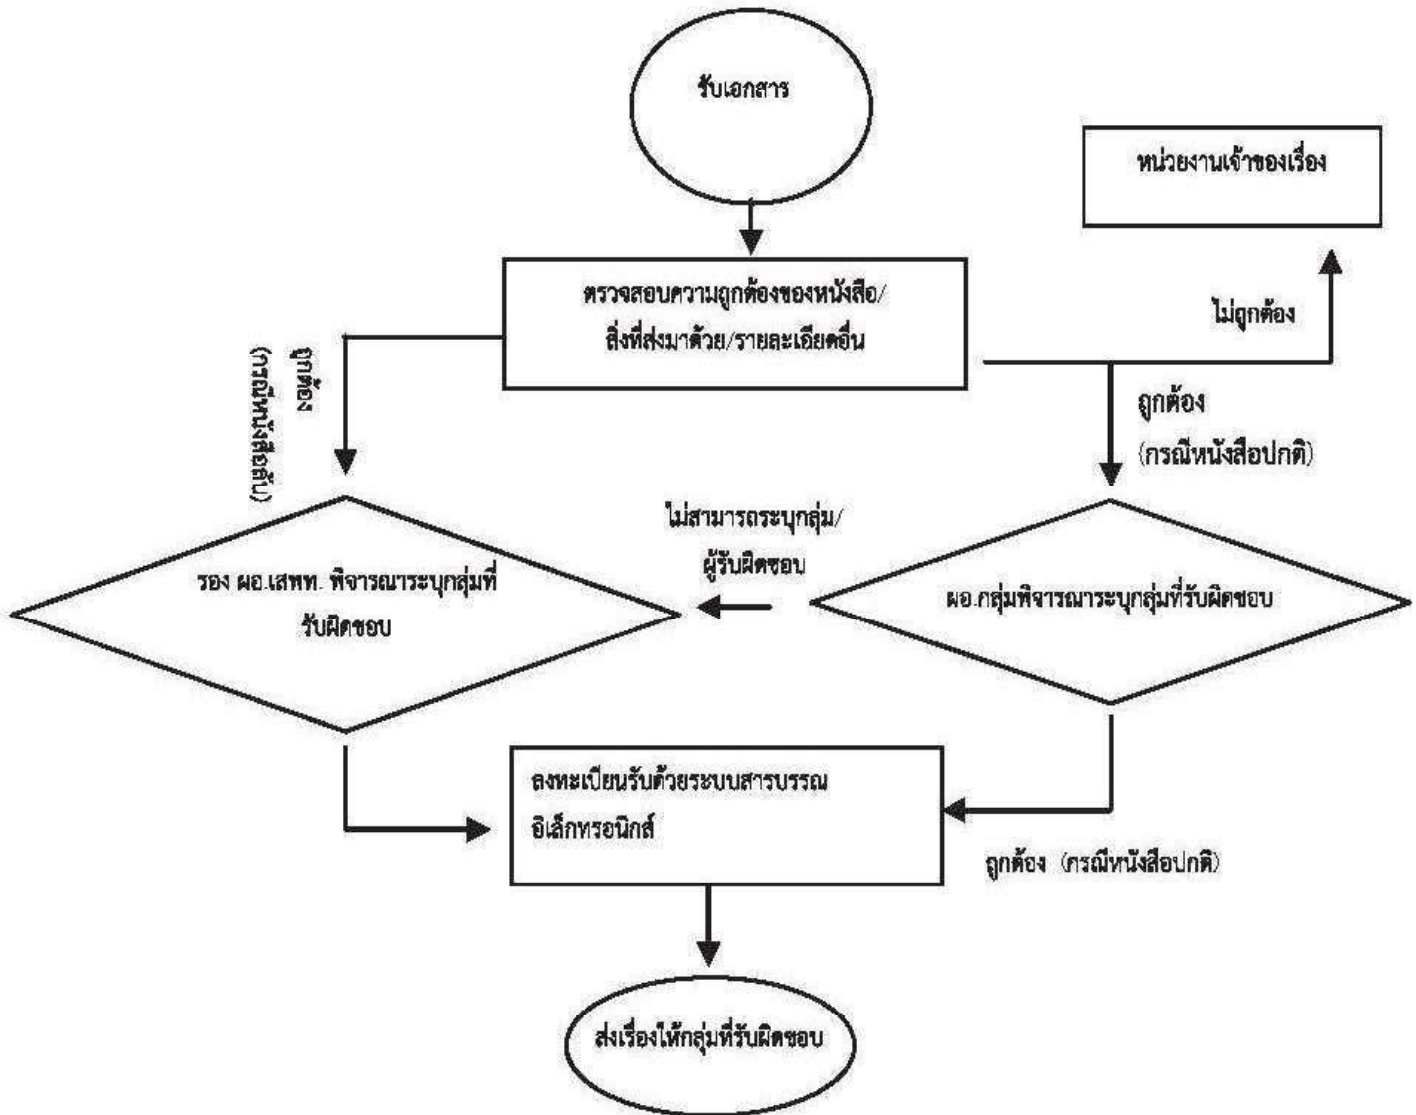 รับเอกสาร
หน่วยงานเจ้าของเรื่อง
ตรวจสอบความถูกต้องของหนังสือ/
สิ่งที่ส่งมาด้วย/รายละเอียดอื่น
ไม่ถูกต้อง
ถูกต้อง
(กรณีหนังสือลับ)
ถูกต้อง
(กรณีหนังสือปกติ)
ไม่สามารถระบุกลุ่ม/
ผู้รับผิดชอบ
รอง ผอ.เสพท. พิจารณาระบุกลุ่มที่
รับผิดชอบ
ผอ.กลุ่มพิจารณาระบุกลุ่มที่รับผิดชอบ
ลงทะเบียนรับด้วยระบบสารบรรณ
อิเล็กทรอนิกส์
ถูกต้อง (กรณีหนังสือปกติ)
ส่งเรื่องให้กลุ่มที่รับผิดชอบ